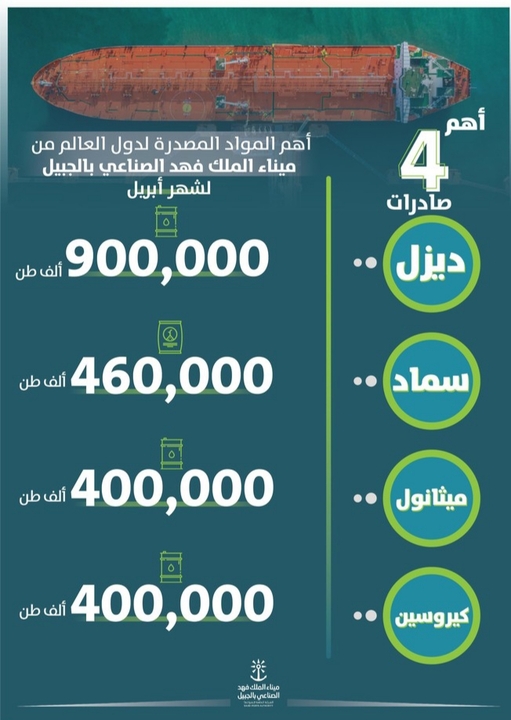 أهم
4
صادرات
أهم المواد المصدرة لدول العالم من
ميناء الملك فهد الصناعي بالجبيل
لشهر أبريل
ديزل
900,000 ألف طن
سماد
460,000 ألف طن
ميثانول
400,000 ألف طن
كيروسين
400,000 ألف طن
ميناء الملك فهد
الصناعي بالجبيل